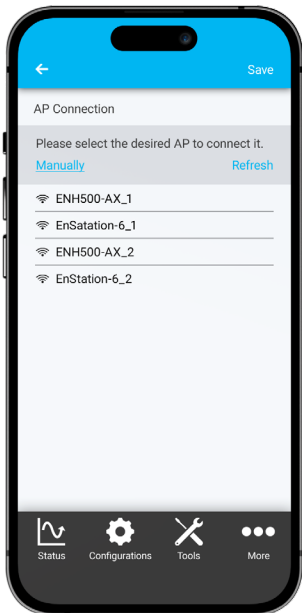 Save
AP Connection
Please select the desired AP to connect it.
Manually Refresh
ENH500-AX_1
EnSatation-6_1
ENH500-AX_2
EnStation-6_2
Status Configurations Tools More